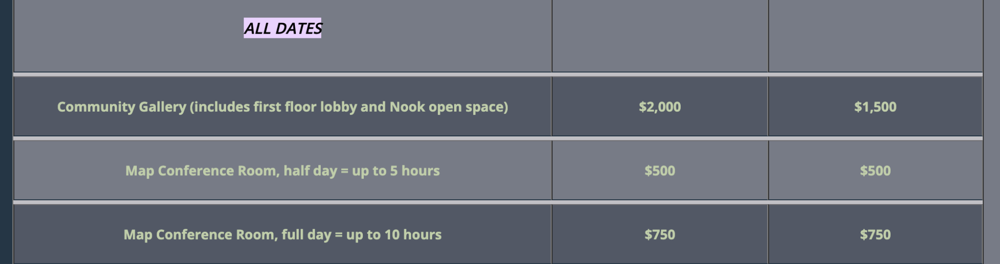 ALL DATES
Community Gallery (includes first floor lobby and Nook open space) $2,000 $1,500
Map Conference Room, half day = up to 5 hours $500 $500
Map Conference Room, full day = up to 10 hours $750 $750